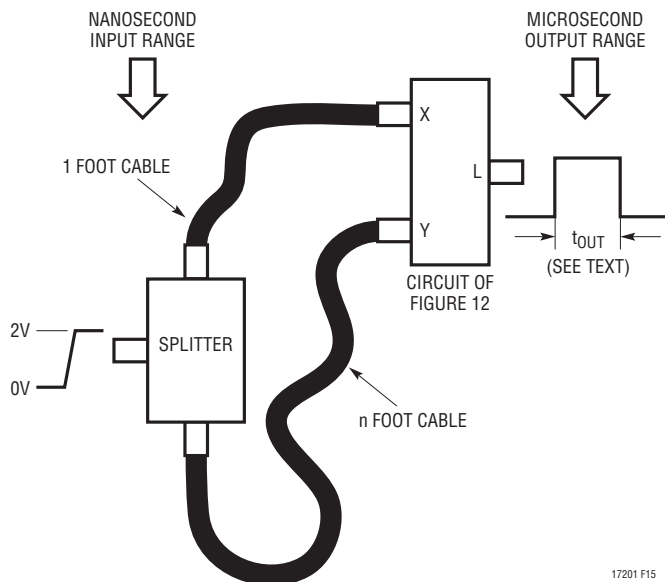 NANOSECOND
INPUT RANGE
MICROSECOND
OUTPUT RANGE
1 FOOT CABLE
X
L
Y
tOUT
(SEE TEXT)
CIRCUIT OF
FIGURE 12
2V
0V
SPLITTER
n FOOT CABLE
17201 F15